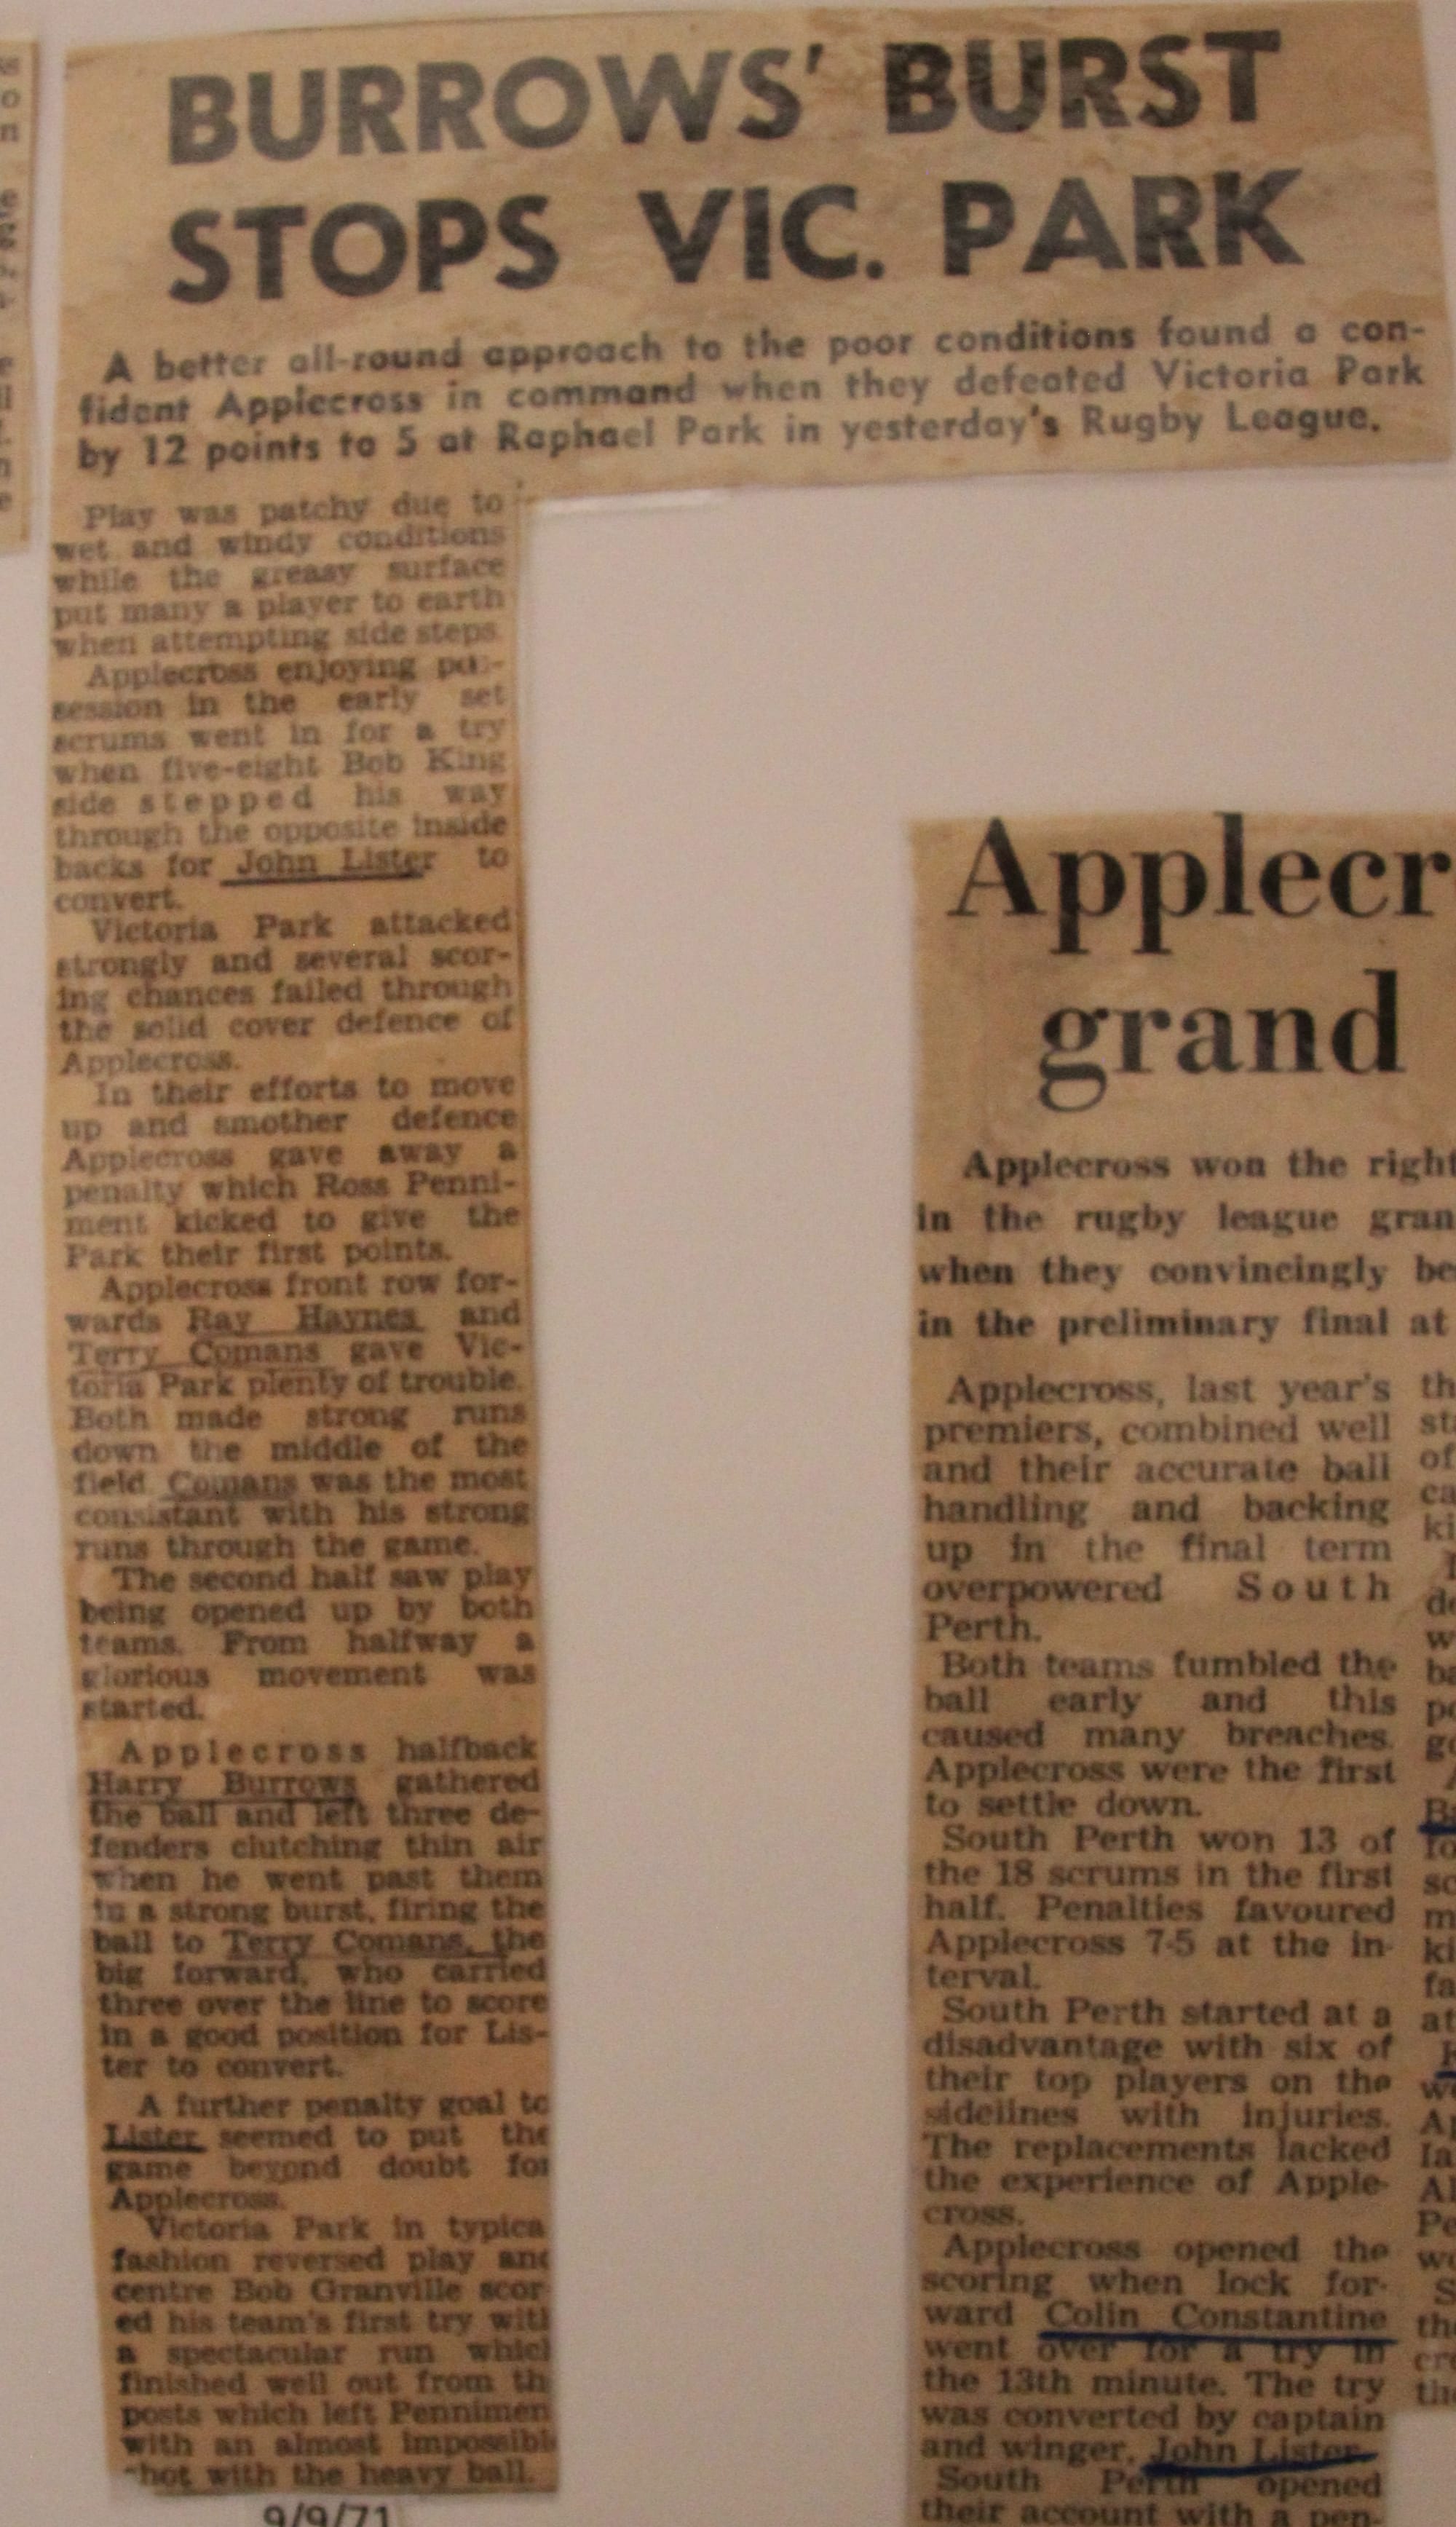 BURROWS' BURST
STOPS VIC. PARK
A better all-round approach to the poor conditions found a con-
fident Applecross in command when they defeated Victoria Park
by 12 points to 5 at Raphael Park in yesterday's Rugby League.
Play was patchy due to
wet and windy conditions
while the greasy surface
put many a player to earth
when attempting side steps.
Applecross enjoying pos-
session in the early set
scrums went in for a try
when five-eight Bob King
side stepped his way
through the opposite inside
backs for John Lister to
convert.
Victoria Park attacked
strongly and several scor-
ing chances failed through
the solid cover defence of
Applecross.
In their efforts to move
up and smother defence
Applecross gave away a
penalty which Ross Penni-
ment kicked to give the
Park their first points.
Applecross front row for-
wards Ray Haynes and
Terry Comans gave Vic-
toria Park plenty of trouble.
Both made strong runs
down the middle of the
field. Comans was the most
consistant with his strong
runs through the game.
The second half saw play
being opened up by both
teams. From halfway a
glorious movement was
started.
Applecross halfback
Harry Burrows gathered
the ball and left three de-
fenders clutching thin air
when he went past them
in a strong burst, firing the
ball to Terry Comans, the
big forward, who carried
three over the line to score
in a good position for Lis-
ter to convert.
A further penalty goal to
Lister seemed to put the
game beyond doubt for
Applecross.
Victoria Park in typica
fashion reversed play and
centre Bob Granville scor
ed his team's first try with
a spectacular run which
finished well out from th
posts which left Pennimen
with an almost impossibl
shot with the heavy ball.
9/9/71
Applecr
grand
Applecross won the right
in the rugby league gran
when they convincingly be
in the preliminary final at
Applecross, last year's
premiers, combined well
and their accurate ball
handling and backing
up in the final term
overpowered South
Perth.
Both teams fumbled the
ball early and this
caused many breaches.
Applecross were the first
to settle down.
South Perth won 13 of
the 18 scrums in the first
half. Penalties favoured
Applecross 7-5 at the in-
terval.
South Perth started at a
disadvantage with six of
their top players on the
sidelines with injuries.
The replacements lacked
the experience of Apple-
cross.
Applecross opened the
scoring when lock for-
ward Colin Constantine
went over for a try in
the 13th minute. The try
was converted by captain
and winger, John Lister.
South Perth opened
their account with a pen-